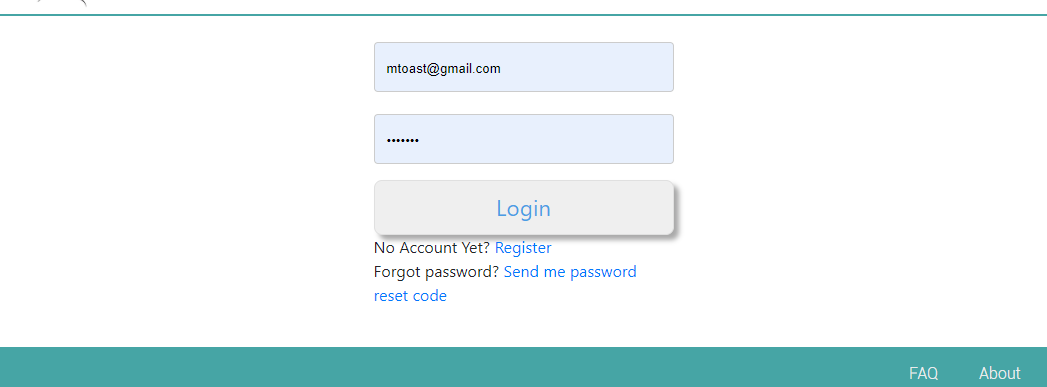 mtoast@gmail.com
•••••••
Login
No Account Yet? Register
Forgot password? Send me password
reset code
FAQ About